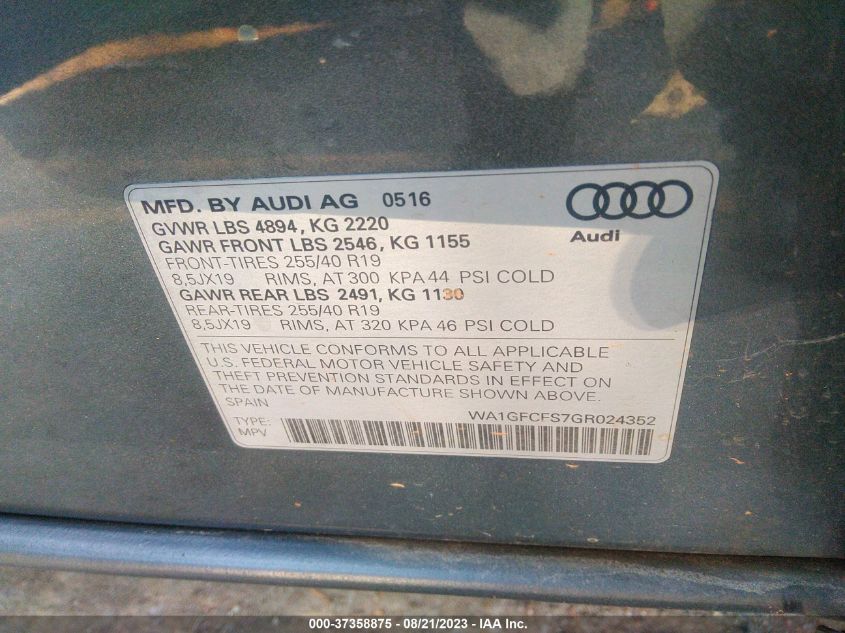 MFD. BY AUDI AG 0516
GVWR LBS 4894, KG 2220
GAWR FRONT LBS 2546, KG 1155
FRONT-TIRES 255/40 R19
8,5JX19 RIMS, AT 300 KPA 44 PSI COLD
GAWR REAR LBS 2491, KG 1130
REAR-TIRES 255/40 R19
8,5JX19 RIMS, AT 320 KPA 46 PSI COLD
Audi
THIS VEHICLE CONFORMS TO ALL APPLICABLE
U.S. FEDERAL MOTOR VEHICLE SAFETY AND
THEFT PREVENTION STANDARDS IN EFFECT ON
THE DATE OF MANUFACTURE SHOWN ABOVE.
SPAIN
WA1GFCFS7GR024352
TYPE:
MPV
000-37358875 - 08/21/2023 - IAA Inc.